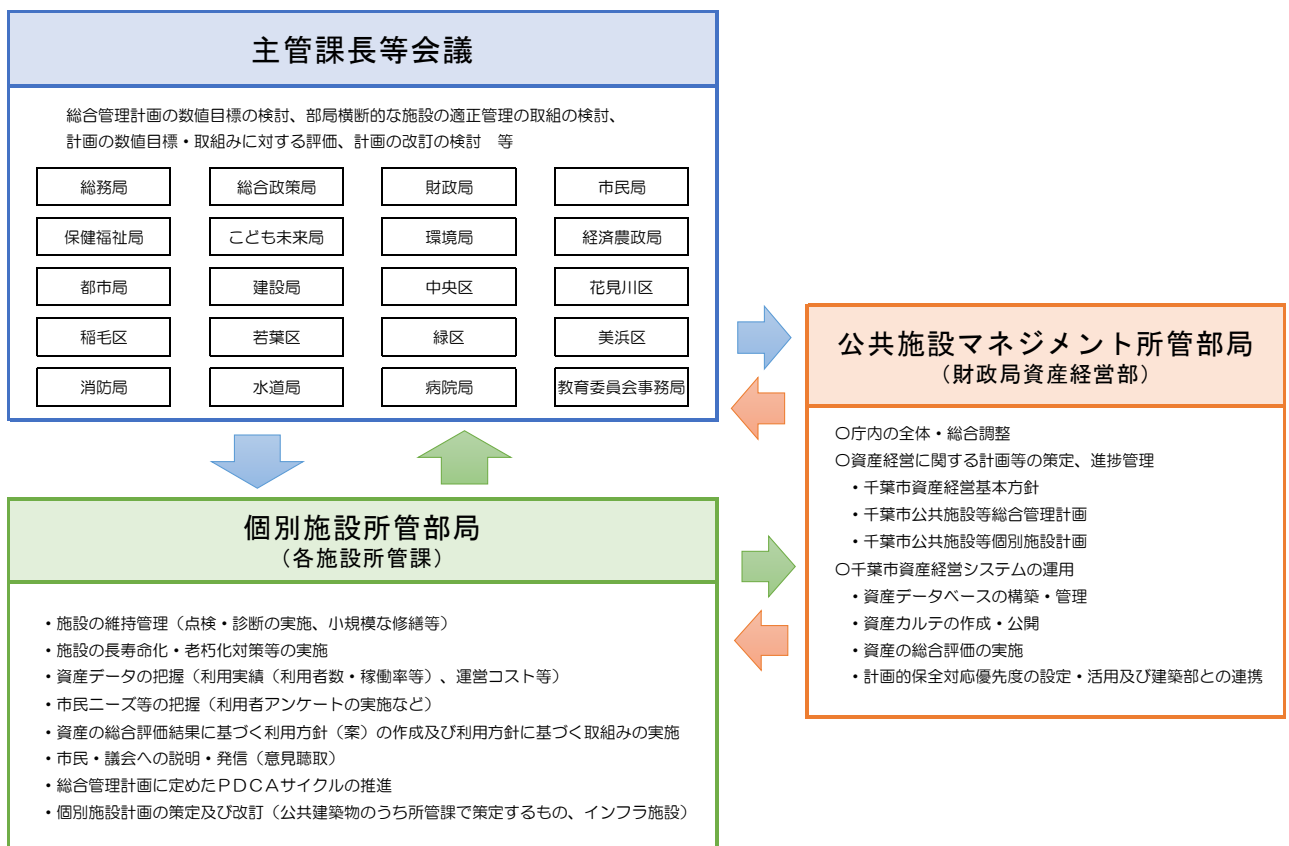 主管課長等会議
総合管理計画の数値目標の検討、部局横断的な施設の適正管理の取組の検討、
計画の数値目標・取組みに対する評価、計画の改訂の検討　等
総務局
総合政策局
財政局
市民局
保健福祉局
こども未来局
環境局
経済農政局
都市局
建設局
中央区
花見川区
稲毛区
若葉区
緑区
美浜区
消防局
水道局
病院局
教育委員会事務局
個別施設所管部局
（各施設所管課）
・施設の維持管理（点検・診断の実施、小規模な修繕等）
・施設の長寿命化・老朽化対策等の実施
・資産データの把握（利用実績（利用者数・稼働率等）、運営コスト等）
・市民ニーズ等の把握（利用者アンケートの実施など）
・資産の総合評価結果に基づく利用方針（案）の作成及び利用方針に基づく取組みの実施
・市民・議会への説明・発信（意見聴取）
・総合管理計画に定めたＰＤＣＡサイクルの推進
・個別施設計画の策定及び改訂（公共建築物のうち所管課で策定するもの、インフラ施設）
公共施設マネジメント所管部局
（財政局資産経営部）
〇庁内の全体・総合調整
〇資産経営に関する計画等の策定、進捗管理
・千葉市資産経営基本方針
・千葉市公共施設等総合管理計画
・千葉市公共施設等個別施設計画
〇千葉市資産経営システムの運用
・資産データベースの構築・管理
・資産カルテの作成・公開
・資産の総合評価の実施
・計画的保全対応優先度の設定・活用及び建築部との連携